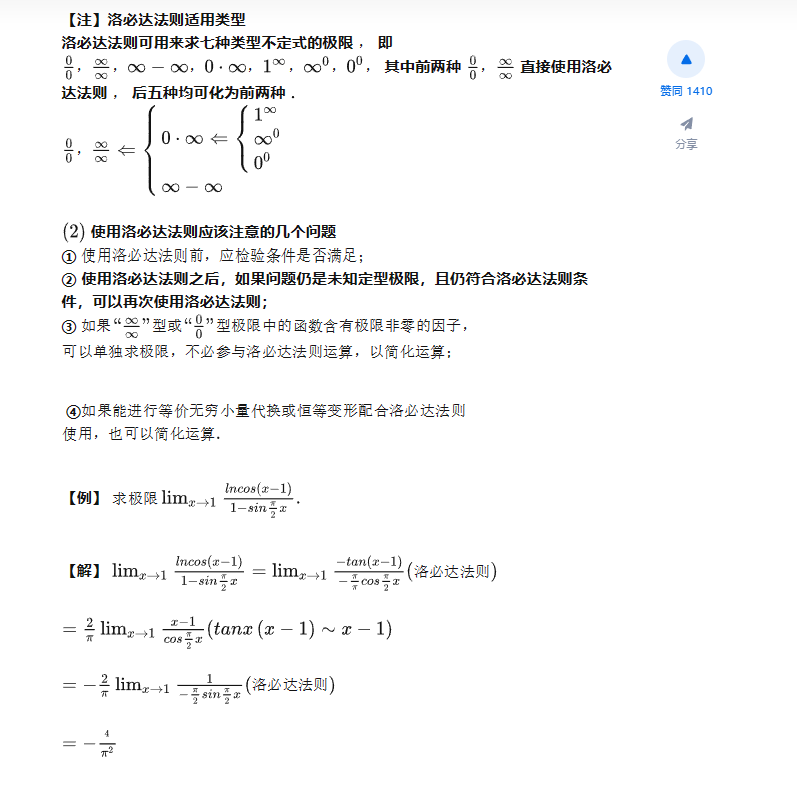 【注】洛必达法则适用类型
洛必达法则可用来求七种类型不定式的极限 ，即
$\frac{0}{0}$，$\frac{\infty}{\infty}$，$\infty-\infty$，$0\cdot\infty$，$1^{\infty}$，$\infty^{0}$，$0^{0}$， 其中前两种 $\frac{0}{0}$，$\frac{\infty}{\infty}$ 直接使用洛必
达法则 ， 后五种均可化为前两种 .
$\frac{0}{0}$，$\frac{\infty}{\infty} \Leftarrow \begin{cases} 0\cdot\infty \Leftarrow \begin{cases} 1^{\infty} \\ \infty^{0} \\ 0^{0} \end{cases} \\ \infty-\infty \end{cases}$
(2) 使用洛必达法则应该注意的几个问题
① 使用洛必达法则前，应检验条件是否满足；
② 使用洛必达法则之后，如果问题仍是未知定型极限，且仍符合洛必达法则条
件，可以再次使用洛必达法则；
③ 如果“$\frac{\infty}{\infty}$”型或“$\frac{0}{0}$”型极限中的函数含有极限非零的因子，
可以单独求极限，不必参与洛必达法则运算，以简化运算；
④如果能进行等价无穷小量代换或恒等变形配合洛必达法则
使用，也可以简化运算．
【例】 求极限 $\lim_{x\to 1} \frac{lncos(x-1)}{1-sin\frac{\pi}{2}x}$ .
【解】 $\lim_{x\to 1} \frac{lncos(x-1)}{1-sin\frac{\pi}{2}x} = \lim_{x\to 1} \frac{-tan(x-1)}{-\frac{\pi}{\pi}cos\frac{\pi}{2}x}$ (洛必达法则)
$= \frac{2}{\pi} \lim_{x\to 1} \frac{x-1}{cos\frac{\pi}{2}x} (tanx\,(x-1) \sim x-1)$
$= -\frac{2}{\pi} \lim_{x\to 1} \frac{1}{-\frac{\pi}{2}sin\frac{\pi}{2}x}$ (洛必达法则)
$= -\frac{4}{\pi^{2}}$
赞同 1410
分享